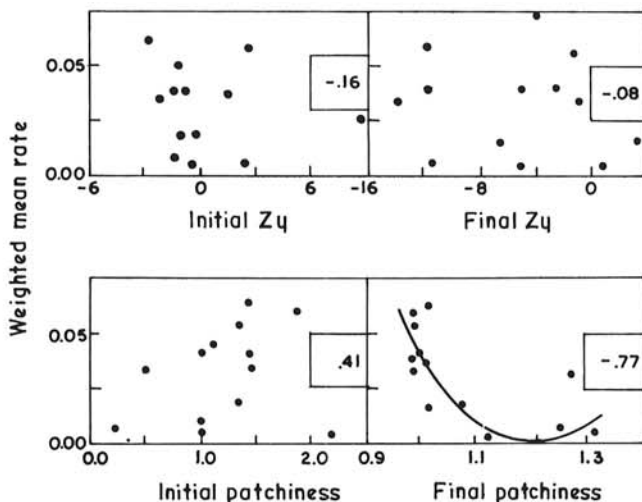 0.05
-.16
-.08
0.00
-6 0 6 -16 -8 0
Initial Zy Final Zy
Weighted mean rate
0.05
.41
-.77
0.00
0.0 1.0 2.0 0.9 1.1 1.3
Initial patchiness Final patchiness